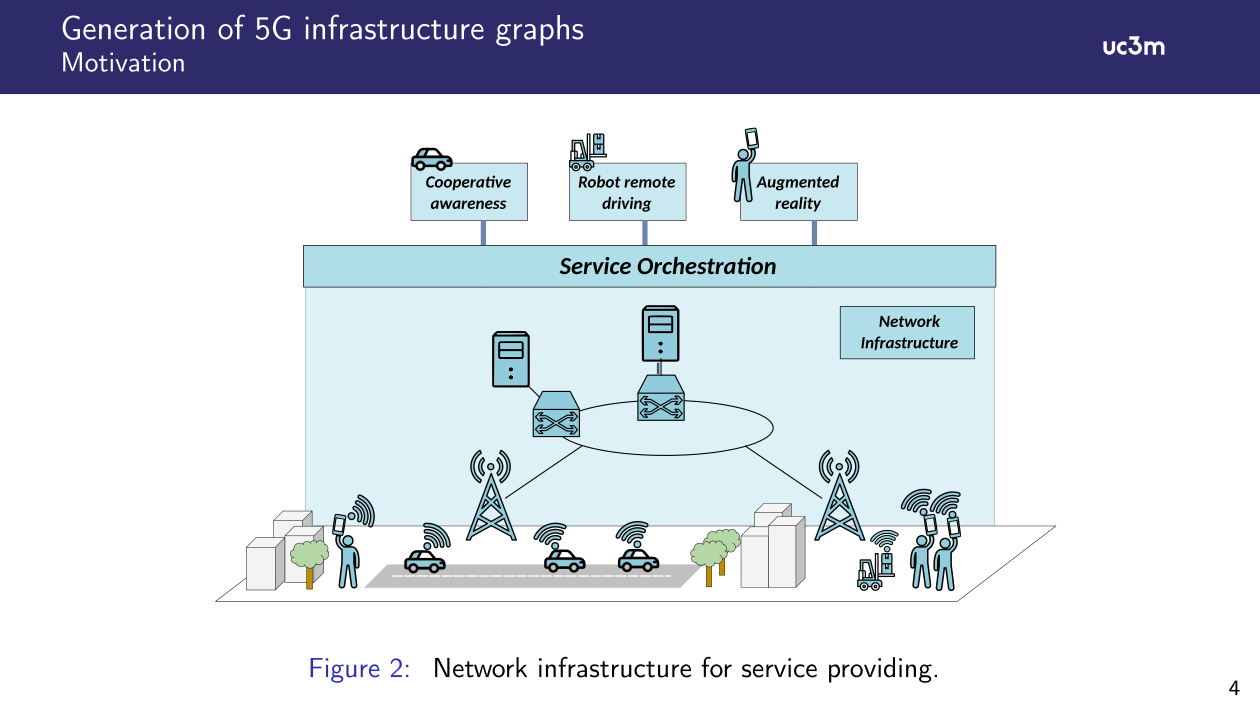 Generation of 5G infrastructure graphs
Motivation
uc3m
Cooperative
awareness
Robot remote
driving
Augmented
reality
Service Orchestration
Network
Infrastructure
Figure 2: Network infrastructure for service providing.
4